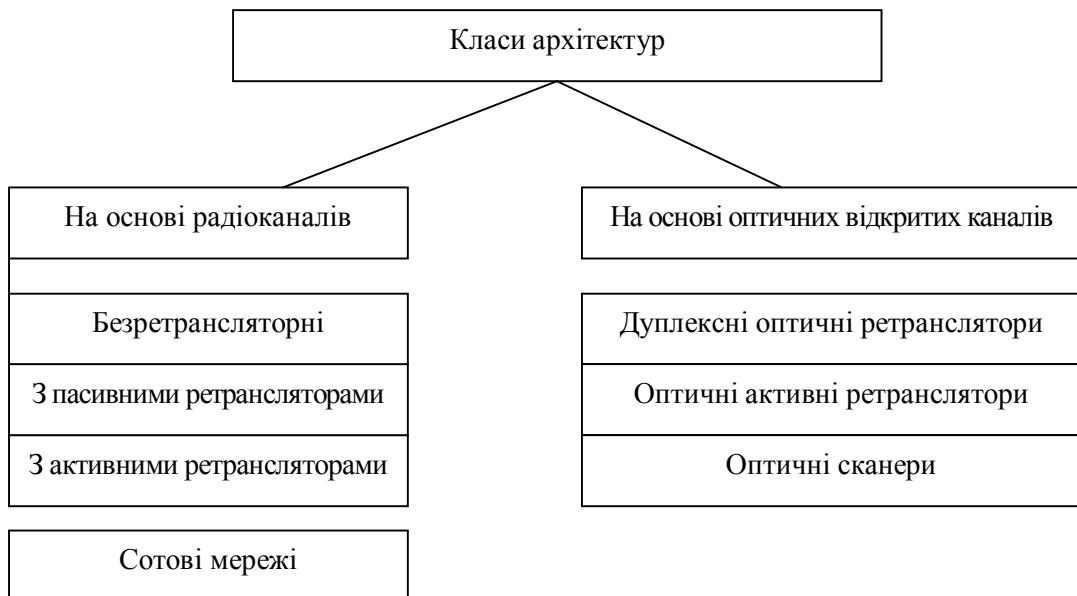 Класи архітектур
На основі радіоканалів
На основі оптичних відкритих каналів
Безретрансляторні
Дуплексні оптичні ретранслятори
З пасивними ретрансляторами
Оптичні активні ретранслятори
З активними ретрансляторами
Оптичні сканери
Сотові мережі